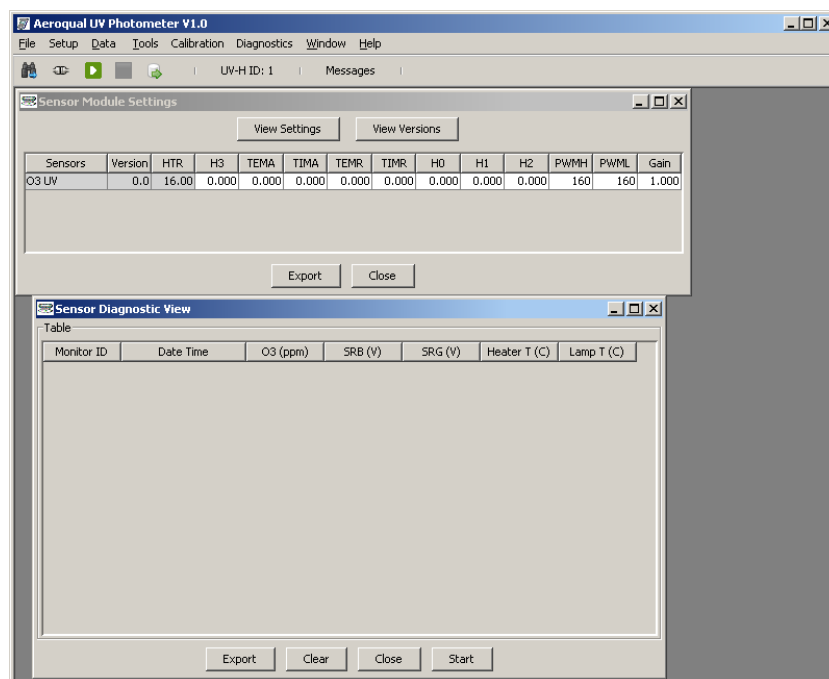 Aeroqual UV Photometer V1.0
File Setup Data Tools Calibration Diagnostics Window Help
UV-H ID: 1 Messages
Sensor Module Settings
View Settings View Versions
Sensors Version HTR H3 TEMA TIMA TEMR TIMR H0 H1 H2 PWMH PWML Gain
O3 UV 0.0 16.00 0.000 0.000 0.000 0.000 0.000 0.000 0.000 0.000 160 160 1.000
Export Close
Sensor Diagnostic View
Table
Monitor ID Date Time O3 (ppm) SRB (V) SRG (V) Heater T (C) Lamp T (C)
Export Clear Close Start